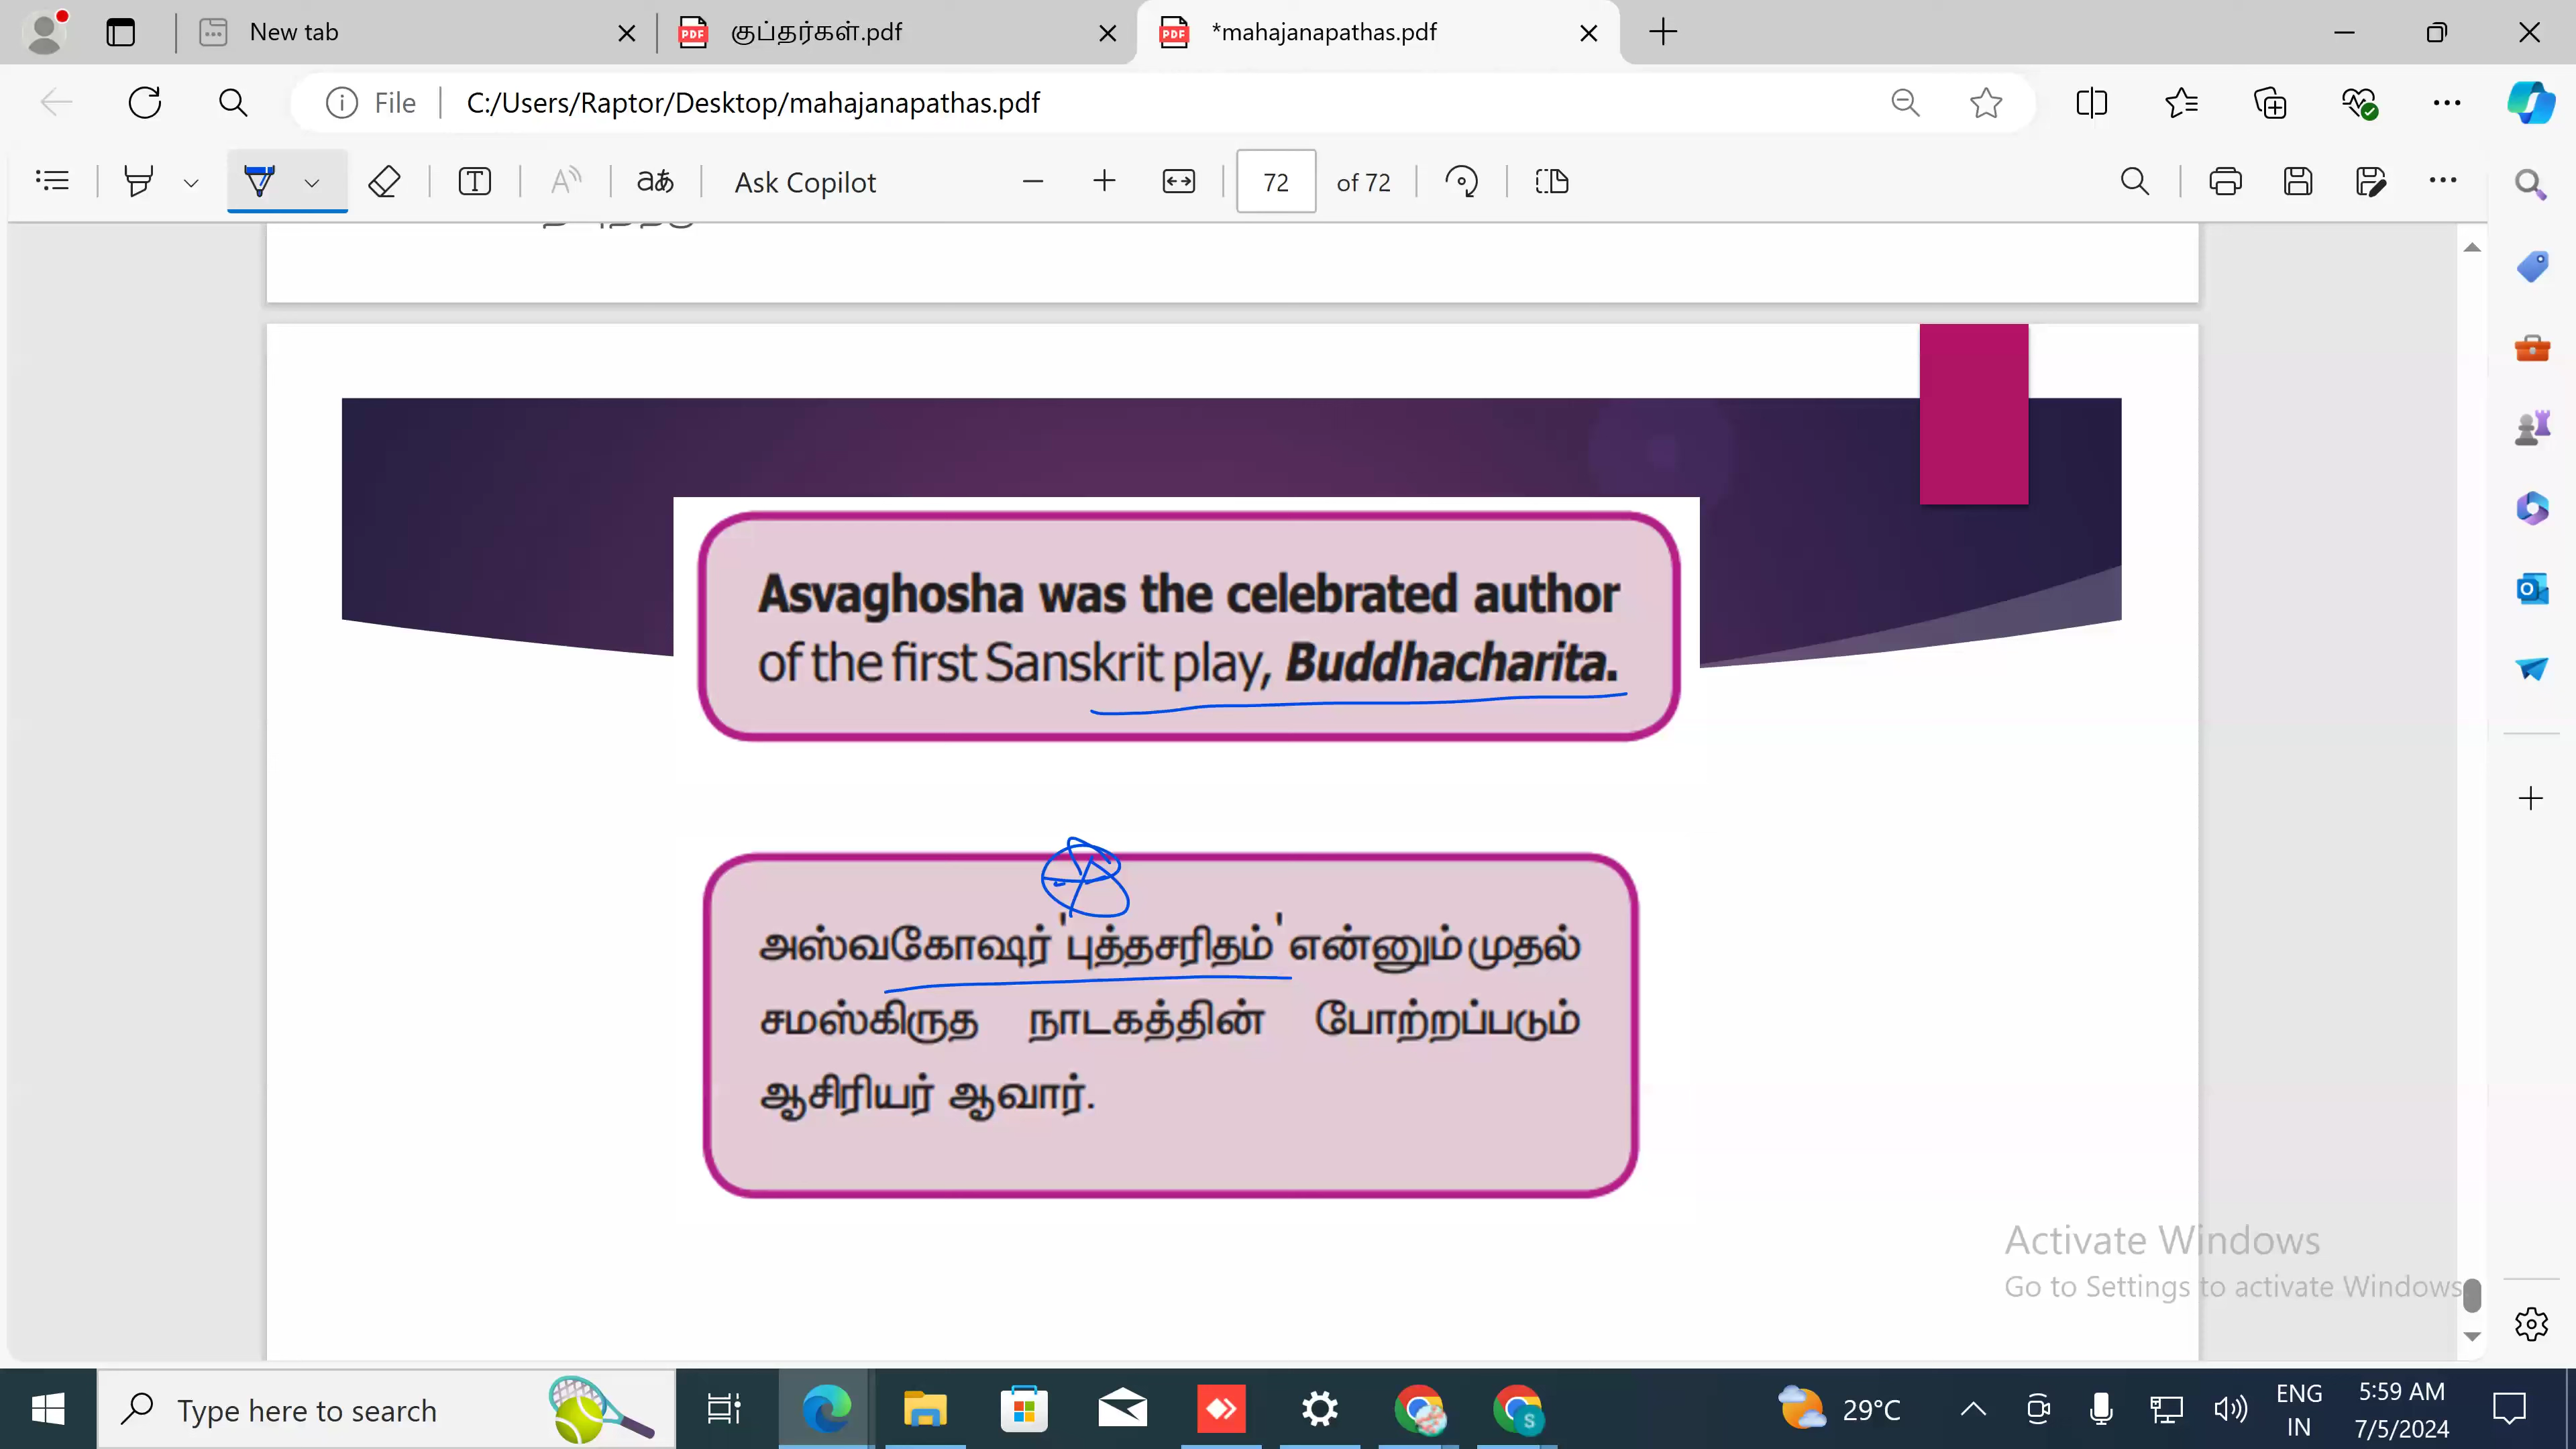 New tab
குப்தர்கள்.pdf
*mahajanapathas.pdf
File
C:/Users/Raptor/Desktop/mahajanapathas.pdf
Ask Copilot
72 of 72
Asvaghosha was the celebrated author
of the first Sanskrit play, Buddhacharita.
அஸ்வகோஷர் 'புத்தசரிதம்' என்னும் முதல்
சமஸ்கிருத நாடகத்தின் போற்றப்படும்
ஆசிரியர் ஆவார்.
Activate Windows
Go to Settings to activate Windows
Type here to search
29°C
ENG
IN
5:59 AM
7/5/2024